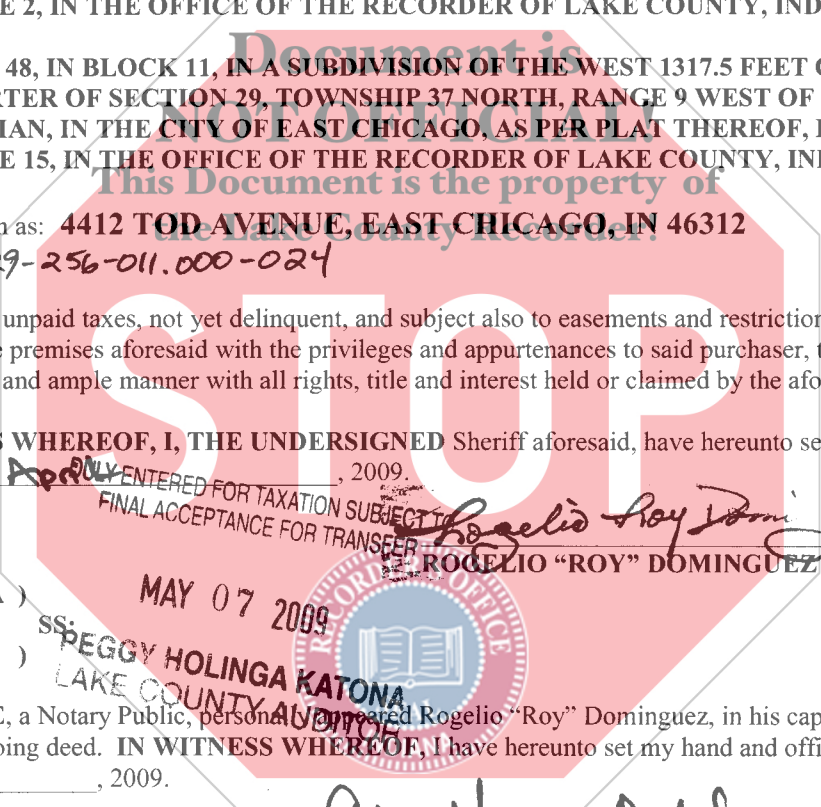 E 2, IN THE OFFICE OF THE RECORDER OF LAKE COUNTY, IND
Document is
48, IN BLOCK 11, IN A SUBDIVISION OF THE WEST 1317.5 FEET
RTER OF SECTION 29, TOWNSHIP 37 NORTH, RANGE 9 WEST OF
NOT OFFICIAL!
IAN, IN THE CITY OF EAST CHICAGO, AS PER PLAT THEREOF,
E 15, IN THE OFFICE OF THE RECORDER OF LAKE COUNTY, IN
This Document is the property of
n as: 4412 TOD AVENUE, EAST CHICAGO, IN 46312
the Lake County Recorder!
9-256-011.000-024
STOP
unpaid taxes, not yet delinquent, and subject also to easements and restriction
premises aforesaid with the privileges and appurtenances to said purchaser, t
and ample manner with all rights, title and interest held or claimed by the afo
S WHEREOF, I, THE UNDERSIGNED Sheriff aforesaid, have hereunto se
April, 2009.
DULY ENTERED FOR TAXATION SUBJECT TO
FINAL ACCEPTANCE FOR TRANSFER
Rogelio Roy Domi
ROGELIO “ROY” DOMINGUEZ
)
MAY 07 2009
SS:
)
PEGGY HOLINGA KATONA
LAKE COUNTY AUDITOR
RECORDER'S OFFICE
E, a Notary Public, personally appeared Rogelio “Roy” Dominguez, in his cap
oing deed. IN WITNESS WHEREOF, I have hereunto set my hand and offi
, 2009.